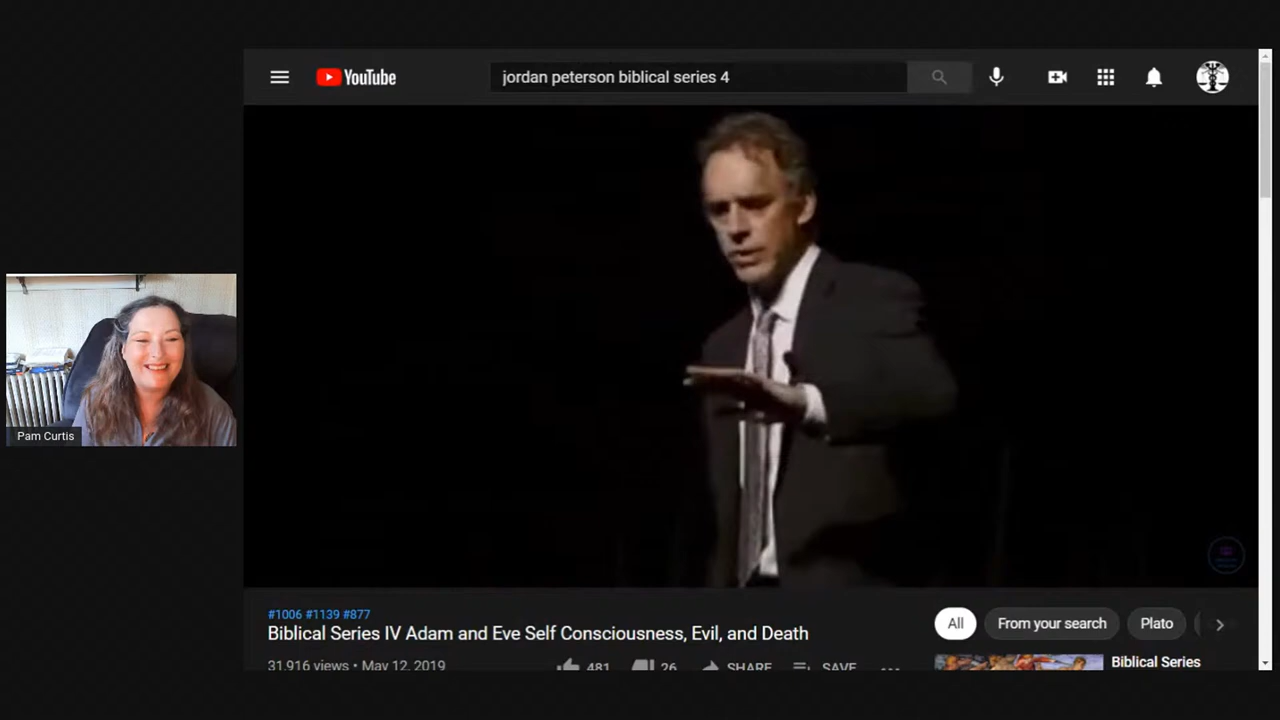 YouTube
jordan peterson biblical series 4
Pam Curtis
#1006 #1139 #877
Biblical Series IV Adam and Eve Self Consciousness, Evil, and Death
31,916 views • May 12, 2019
481
26
SHARE
SAVE
All
From your search
Plato
Biblical Series